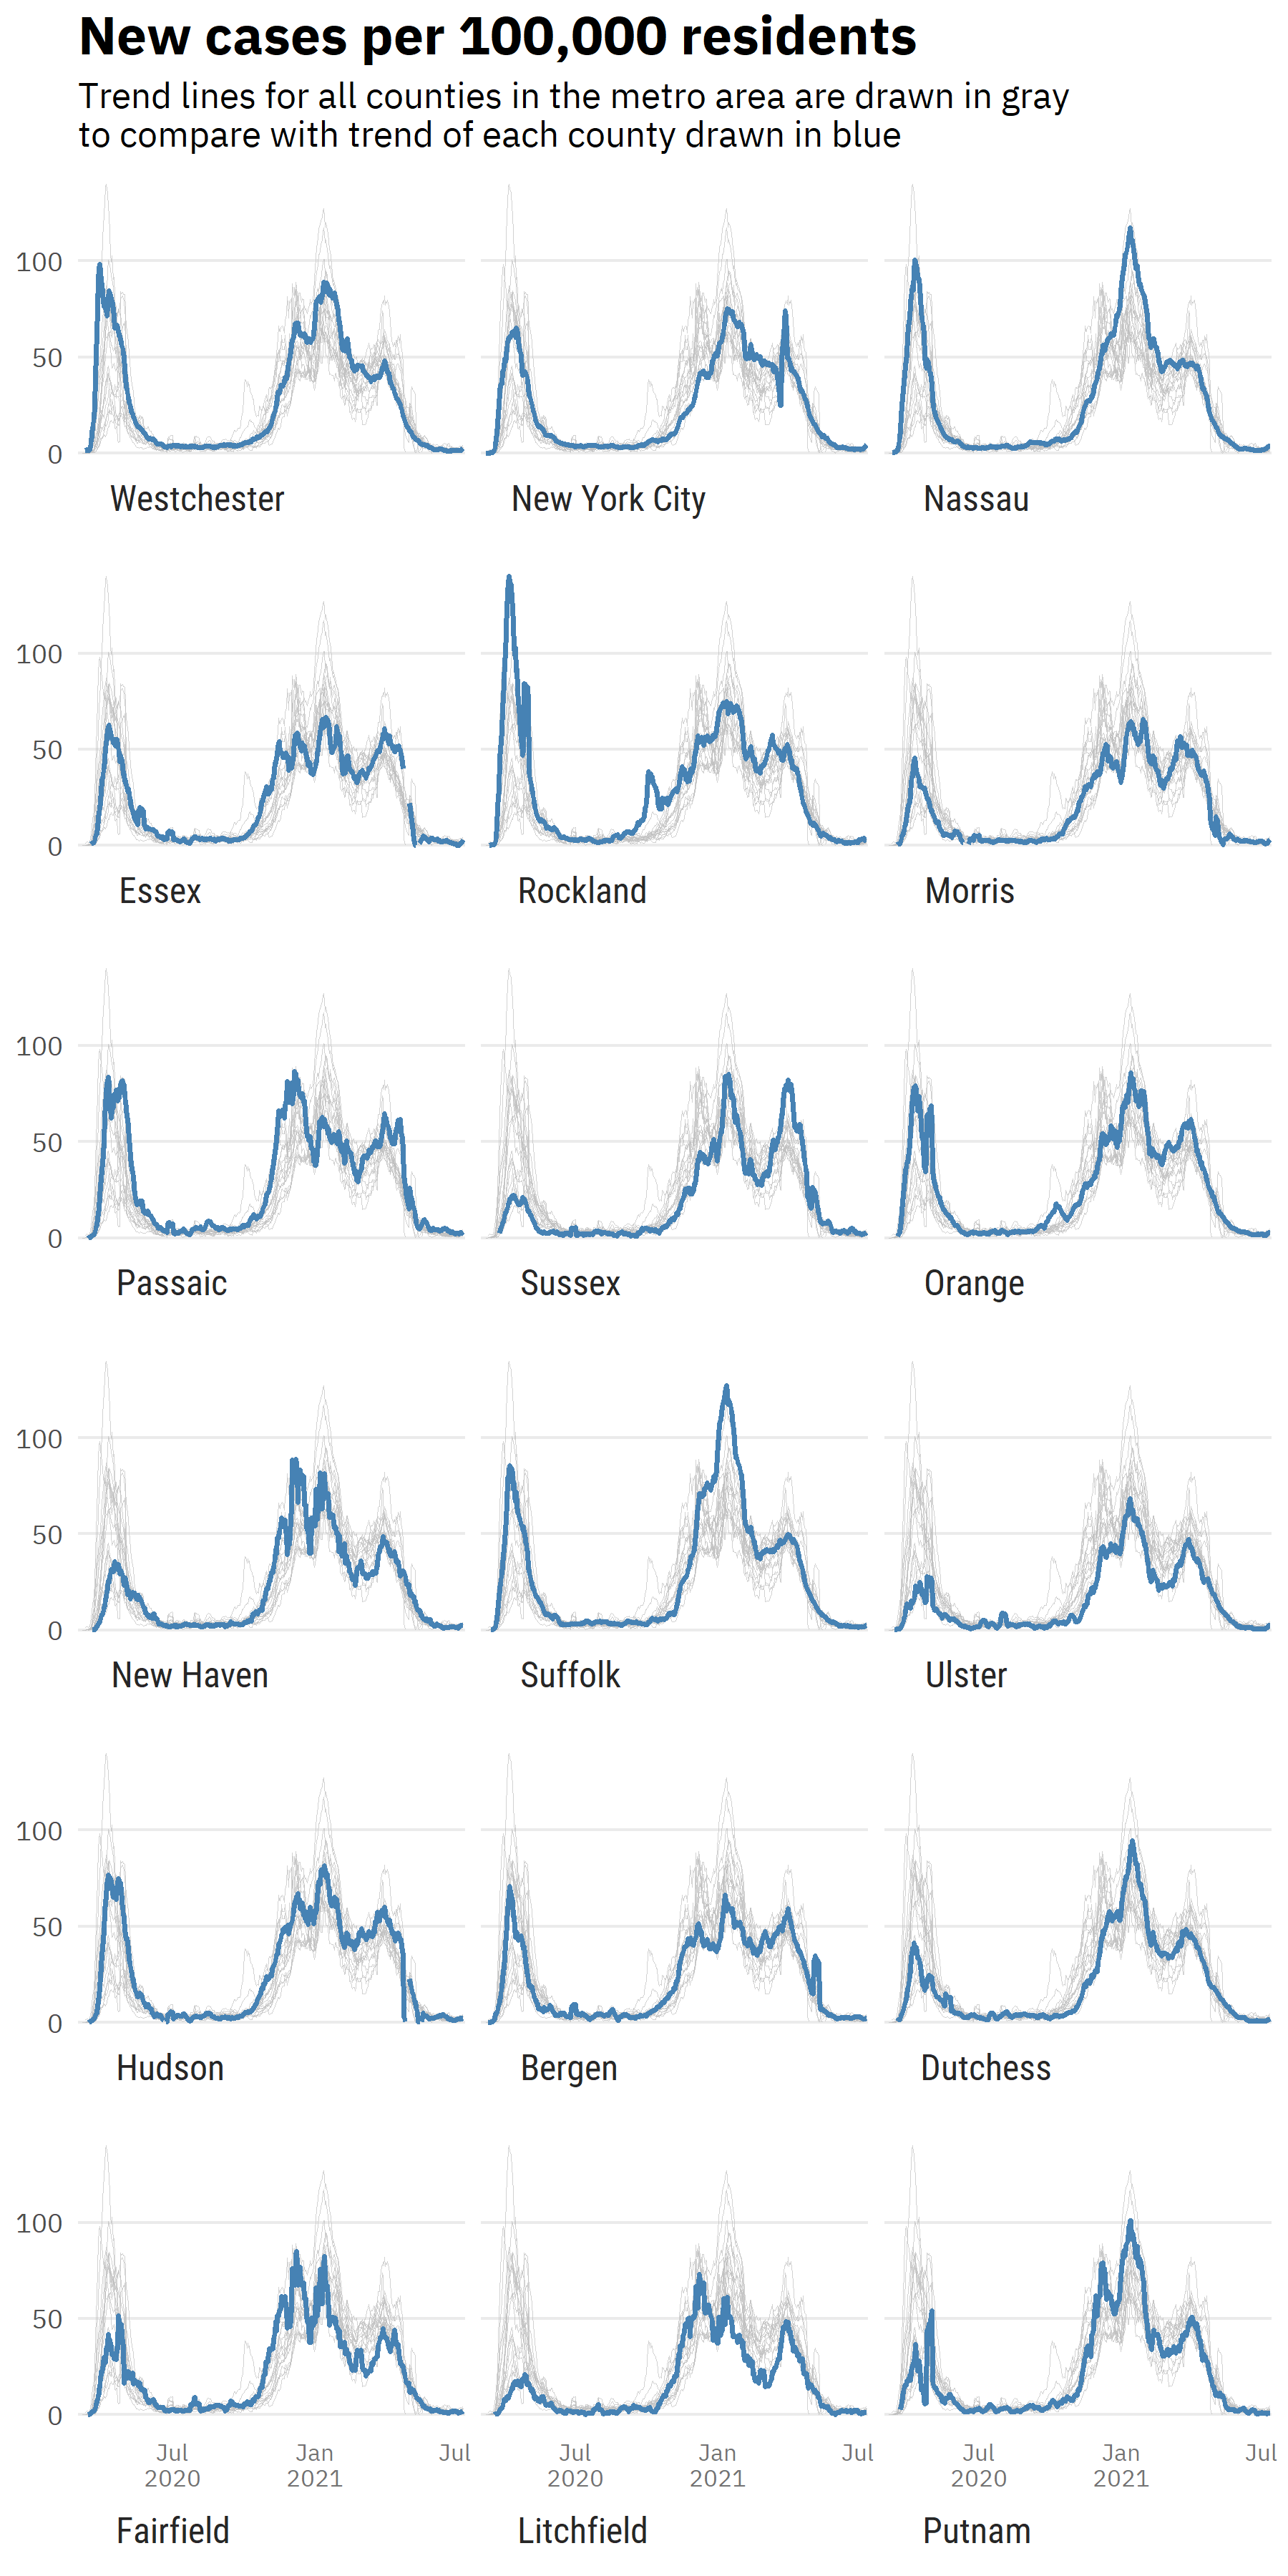 New cases per 100,000 residents
Trend lines for all counties in the metro area are drawn in gray
to compare with trend of each county drawn in blue
100
50
0
Westchester New York City Nassau
100
50
0
Essex Rockland Morris
100
50
0
Passaic Sussex Orange
100
50
0
New Haven Suffolk Ulster
100
50
0
Hudson Bergen Dutchess
100
50
0
Jul Jan Jul Jul Jan Jul Jul Jan Jul
2020 2021 2020 2021 2020 2021
Fairfield Litchfield Putnam